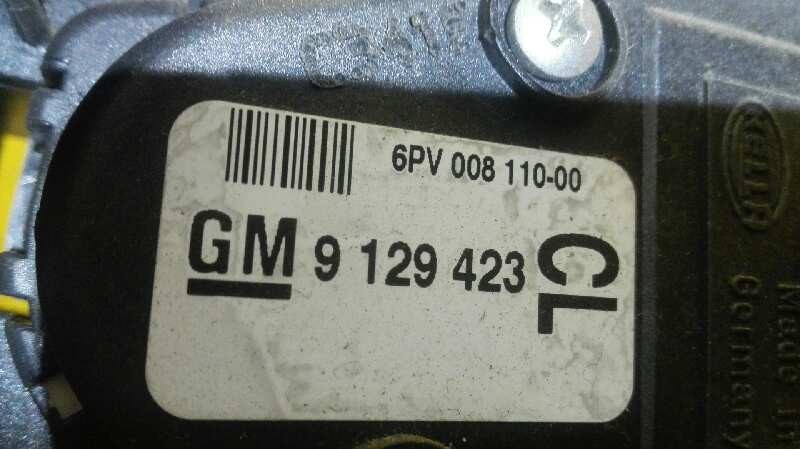 6PV 008 110-00
GM 9 129 423 CL
HELLA
Made In
Germany